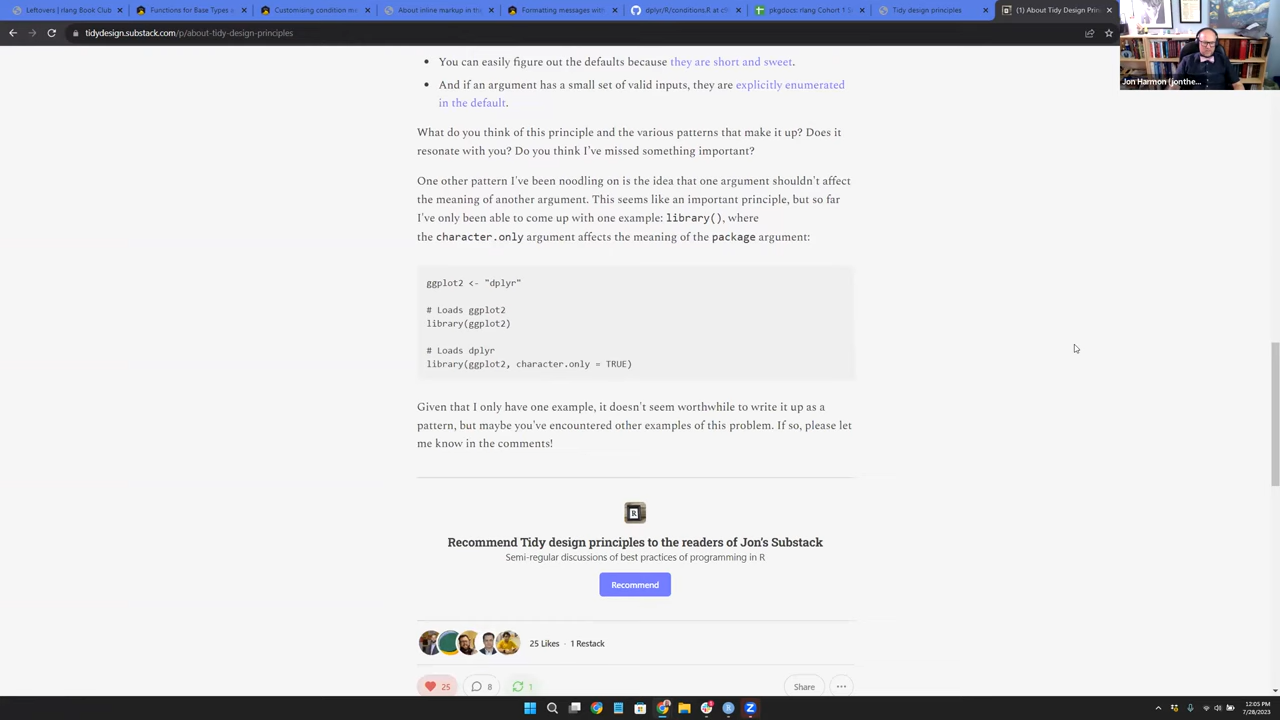 Leftovers | rlang Book Club
Functions for Base Types a
Customising condition me
About inline markup in the
Formatting messages with
dplyr/R/conditions.R at cf
pkgdocs: rlang Cohort 1 S
Tidy design principles
(1) About Tidy Design Prin
tidydesign.substack.com/p/about-tidy-design-principles
Jon Harmon (jonthe...
• You can easily figure out the defaults because they are short and sweet.
• And if an argument has a small set of valid inputs, they are explicitly enumerated
in the default.
What do you think of this principle and the various patterns that make it up? Does it
resonate with you? Do you think I've missed something important?
One other pattern I've been noodling on is the idea that one argument shouldn't affect
the meaning of another argument. This seems like an important principle, but so far
I've only been able to come up with one example: library(), where
the character.only argument affects the meaning of the package argument:
ggplot2 <- "dplyr"
# Loads ggplot2
library(ggplot2)
# Loads dplyr
library(ggplot2, character.only = TRUE)
Given that I only have one example, it doesn't seem worthwhile to write it up as a
pattern, but maybe you've encountered other examples of this problem. If so, please let
me know in the comments!
R
Recommend Tidy design principles to the readers of Jon's Substack
Semi-regular discussions of best practices of programming in R
Recommend
25 Likes · 1 Restack
25
8
1
Share
12:05 PM
7/28/2023